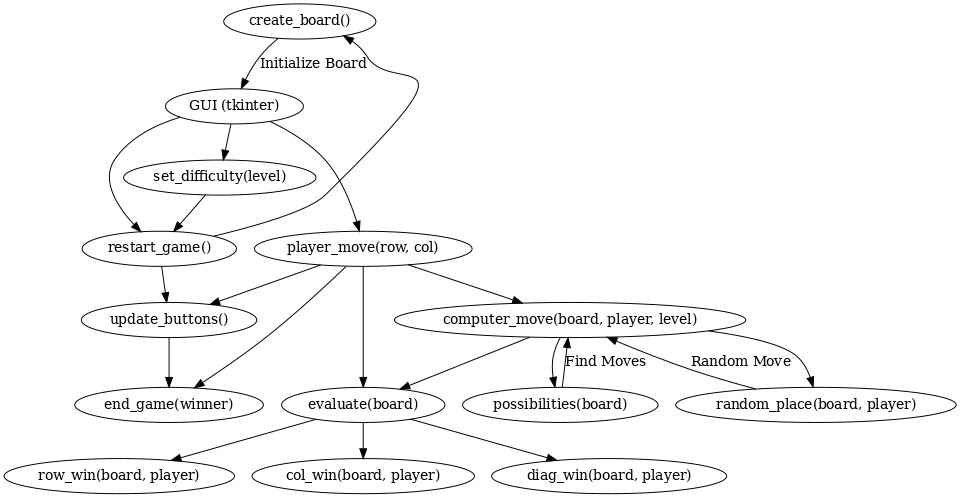 create_board()
Initialize Board
GUI (tkinter)
set_difficulty(level)
restart_game()
player_move(row, col)
update_buttons()
computer_move(board, player, level)
Find Moves
Random Move
end_game(winner)
evaluate(board)
possibilities(board)
random_place(board, player)
row_win(board, player)
col_win(board, player)
diag_win(board, player)